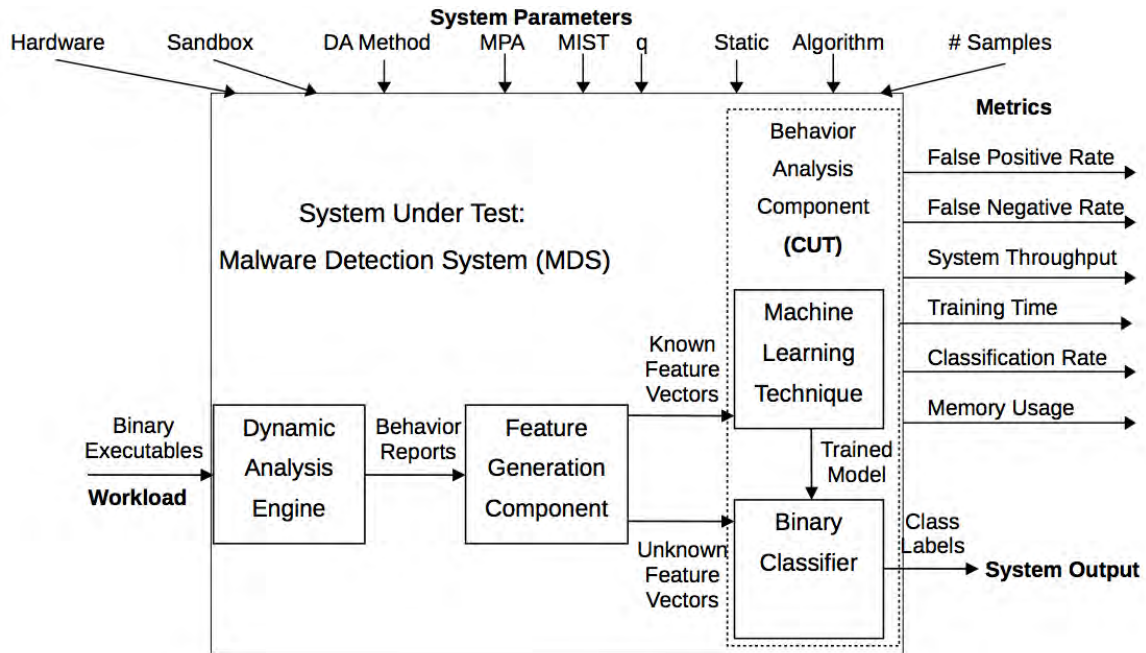 System Parameters
Hardware Sandbox DA Method MPA MIST q Static Algorithm # Samples
Metrics
Behavior
Analysis
Component
(CUT)
False Positive Rate
False Negative Rate
System Throughput
Training Time
Classification Rate
Memory Usage
System Under Test:
Malware Detection System (MDS)
Machine
Learning
Technique
Known
Feature
Vectors
Binary
Executables
Workload
Dynamic
Analysis
Engine
Behavior
Reports
Feature
Generation
Component
Trained
Model
Unknown
Feature
Vectors
Binary
Classifier
Class
Labels
System Output